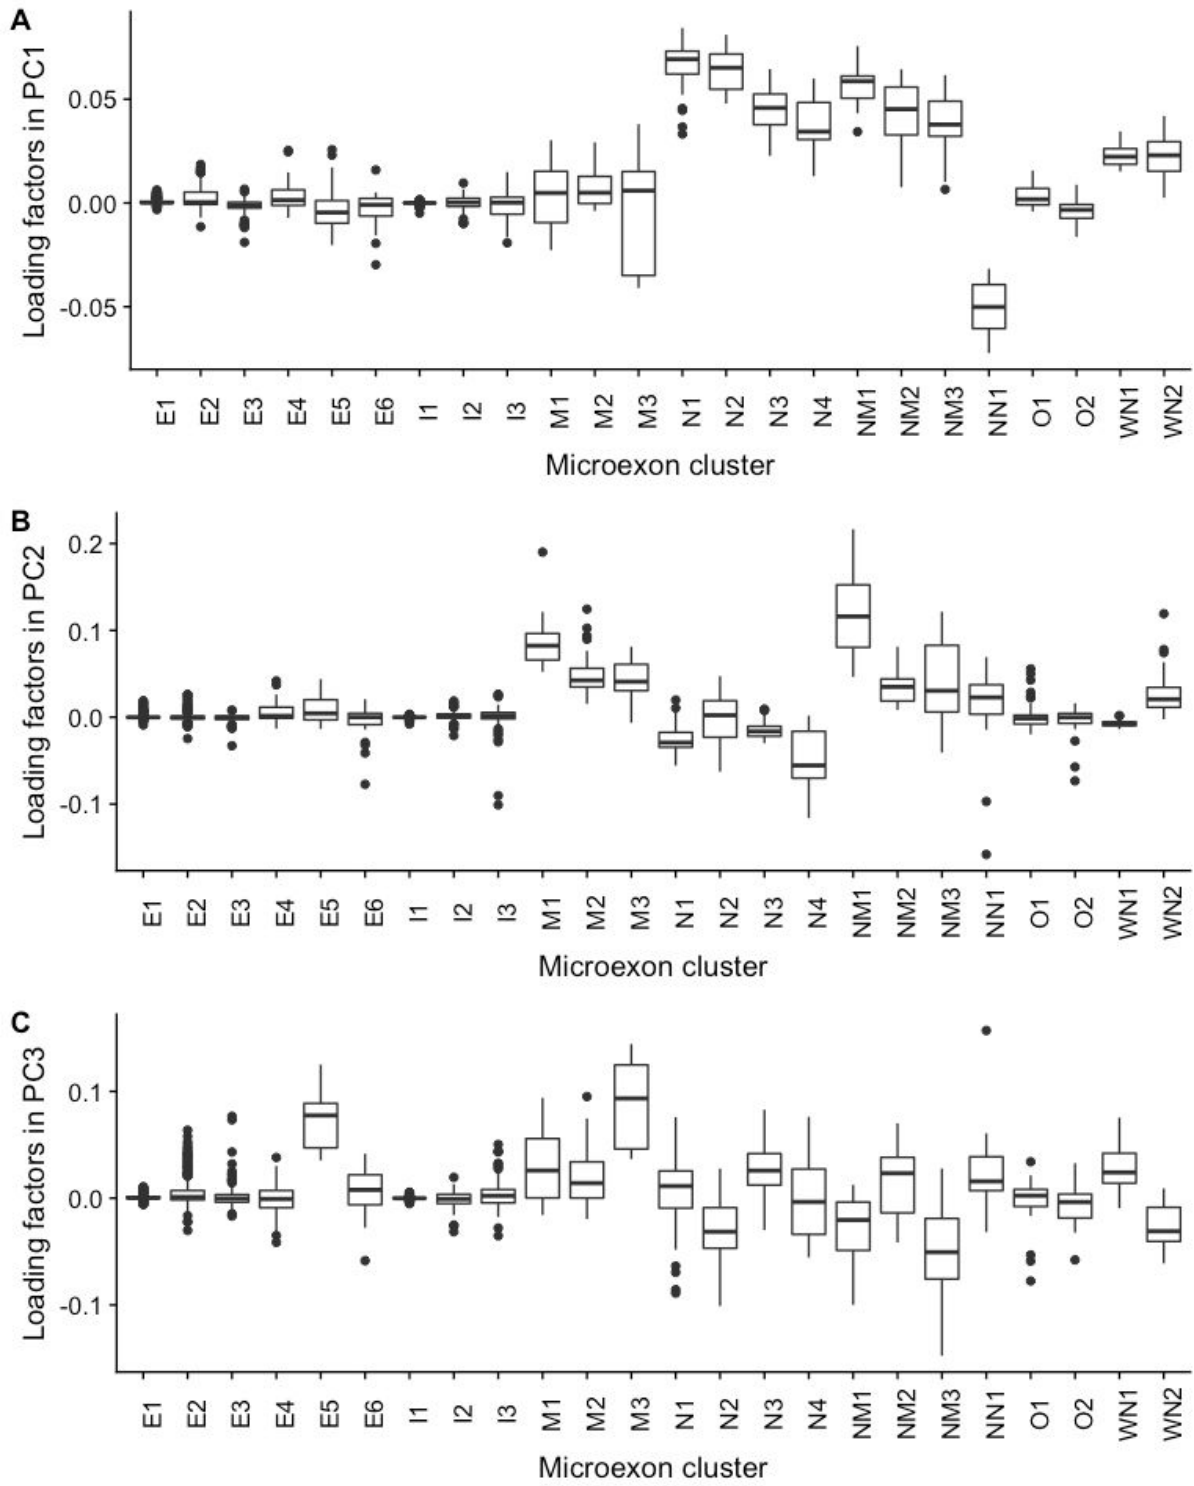 A
Loading factors in PC1
0.05
0.00
-0.05
E1 E2 E3 E4 E5 E6 I1 I2 I3 M1 M2 M3 N1 N2 N3 N4 NM1 NM2 NM3 NN1 O1 O2 WN1 WN2
Microexon cluster
B
Loading factors in PC2
0.2
0.1
0.0
-0.1
E1 E2 E3 E4 E5 E6 I1 I2 I3 M1 M2 M3 N1 N2 N3 N4 NM1 NM2 NM3 NN1 O1 O2 WN1 WN2
Microexon cluster
C
Loading factors in PC3
0.1
0.0
-0.1
E1 E2 E3 E4 E5 E6 I1 I2 I3 M1 M2 M3 N1 N2 N3 N4 NM1 NM2 NM3 NN1 O1 O2 WN1 WN2
Microexon cluster